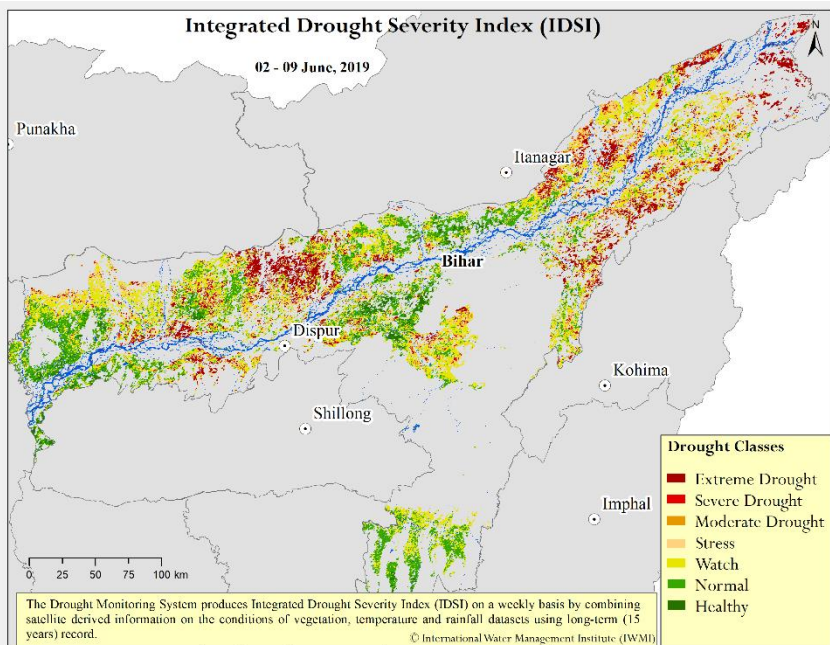 Integrated Drought Severity Index (IDSI)
02 - 09 June, 2019
N
Punakha
Itanagar
Bihar
Dispur
Kohima
Shillong
Imphal
Drought Classes
Extreme Drought
Severe Drought
Moderate Drought
Stress
Watch
Normal
Healthy
0 25 50 100 km
The Drought Monitoring System produces Integrated Drought Severity Index (IDSI) on a weekly basis by combining
satellite derived information on the conditions of vegetation, temperature and rainfall datasets using long-term (15
years) record.
© International Water Management Institute (IWMI)